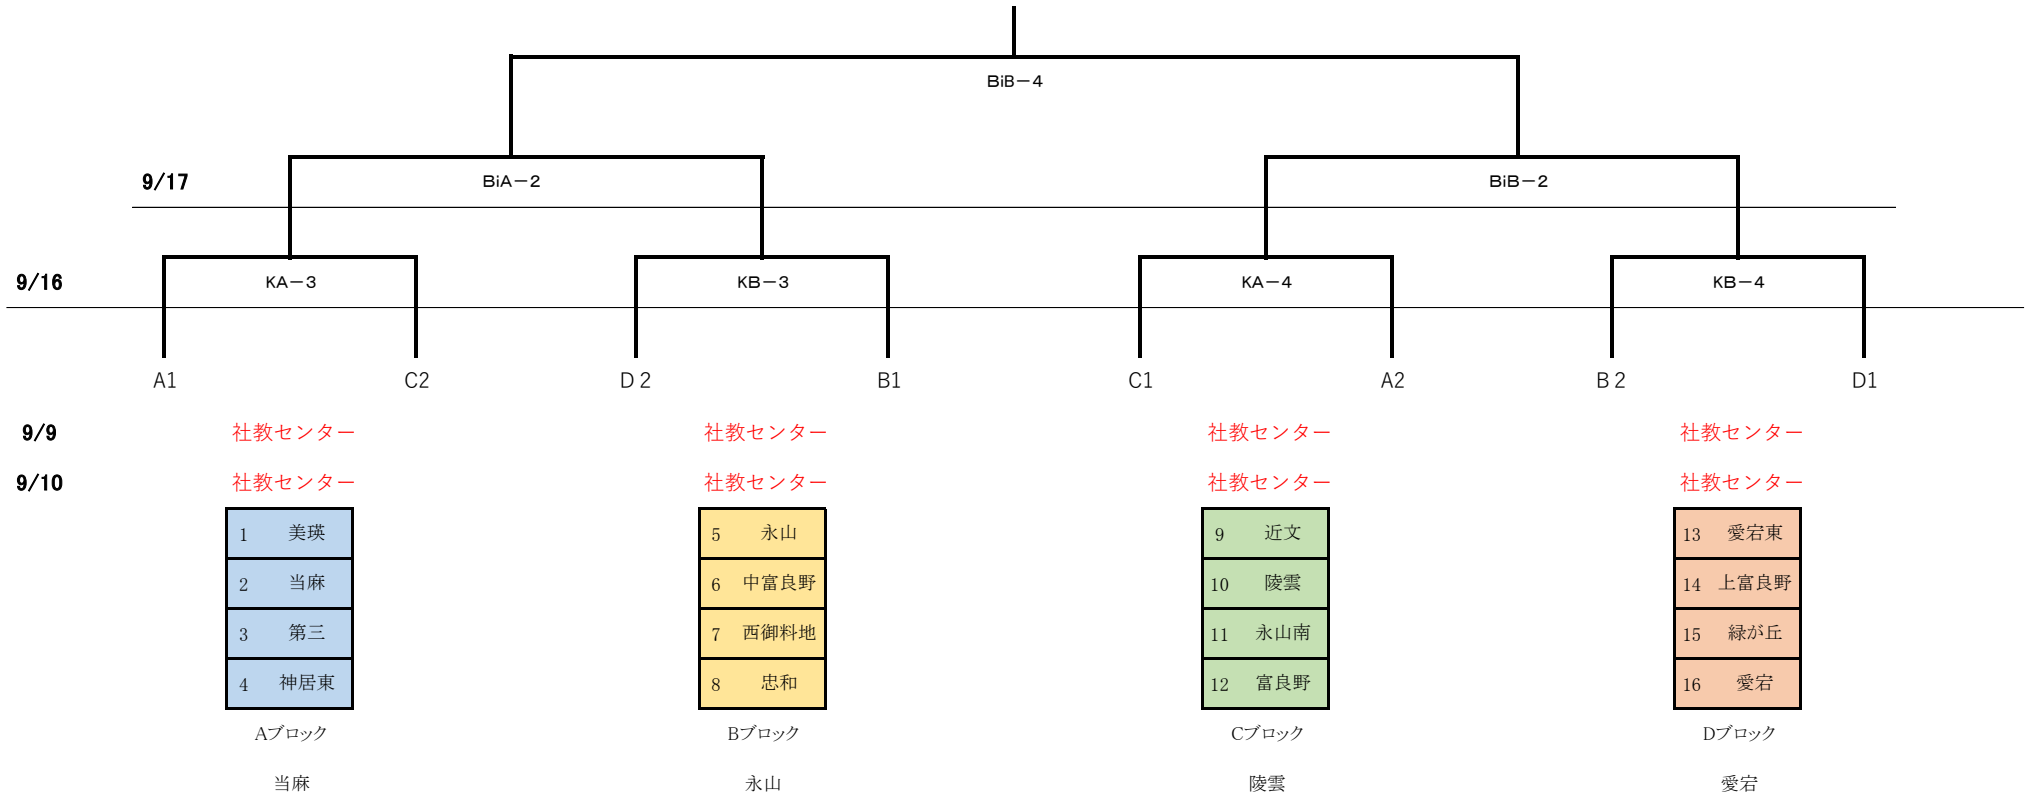 BiB－4
9/17 BiA－2 BiB－2
9/16 KA－3 KB－3 KA－4 KB－4
A1 C2 D２ B1 C1 A2 B２ D1
9/9 社教センター 社教センター 社教センター 社教センター
9/10 社教センター 社教センター 社教センター 社教センター
1 美瑛 5 永山 9 近文 13 愛宕東
2 当麻 6 中富良野 10 陵雲 14 上富良野
3 第三 7 西御料地 11 永山南 15 緑が丘
4 神居東 8 忠和 12 富良野 16 愛宕
Aブロック Bブロック Cブロック Dブロック
当麻 永山 陵雲 愛宕